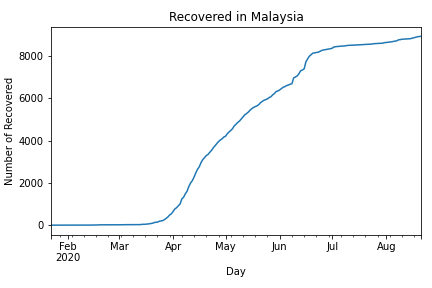 Recovered in Malaysia
Number of Recovered
8000
6000
4000
2000
0
Feb Mar Apr May Jun Jul Aug
2020
Day